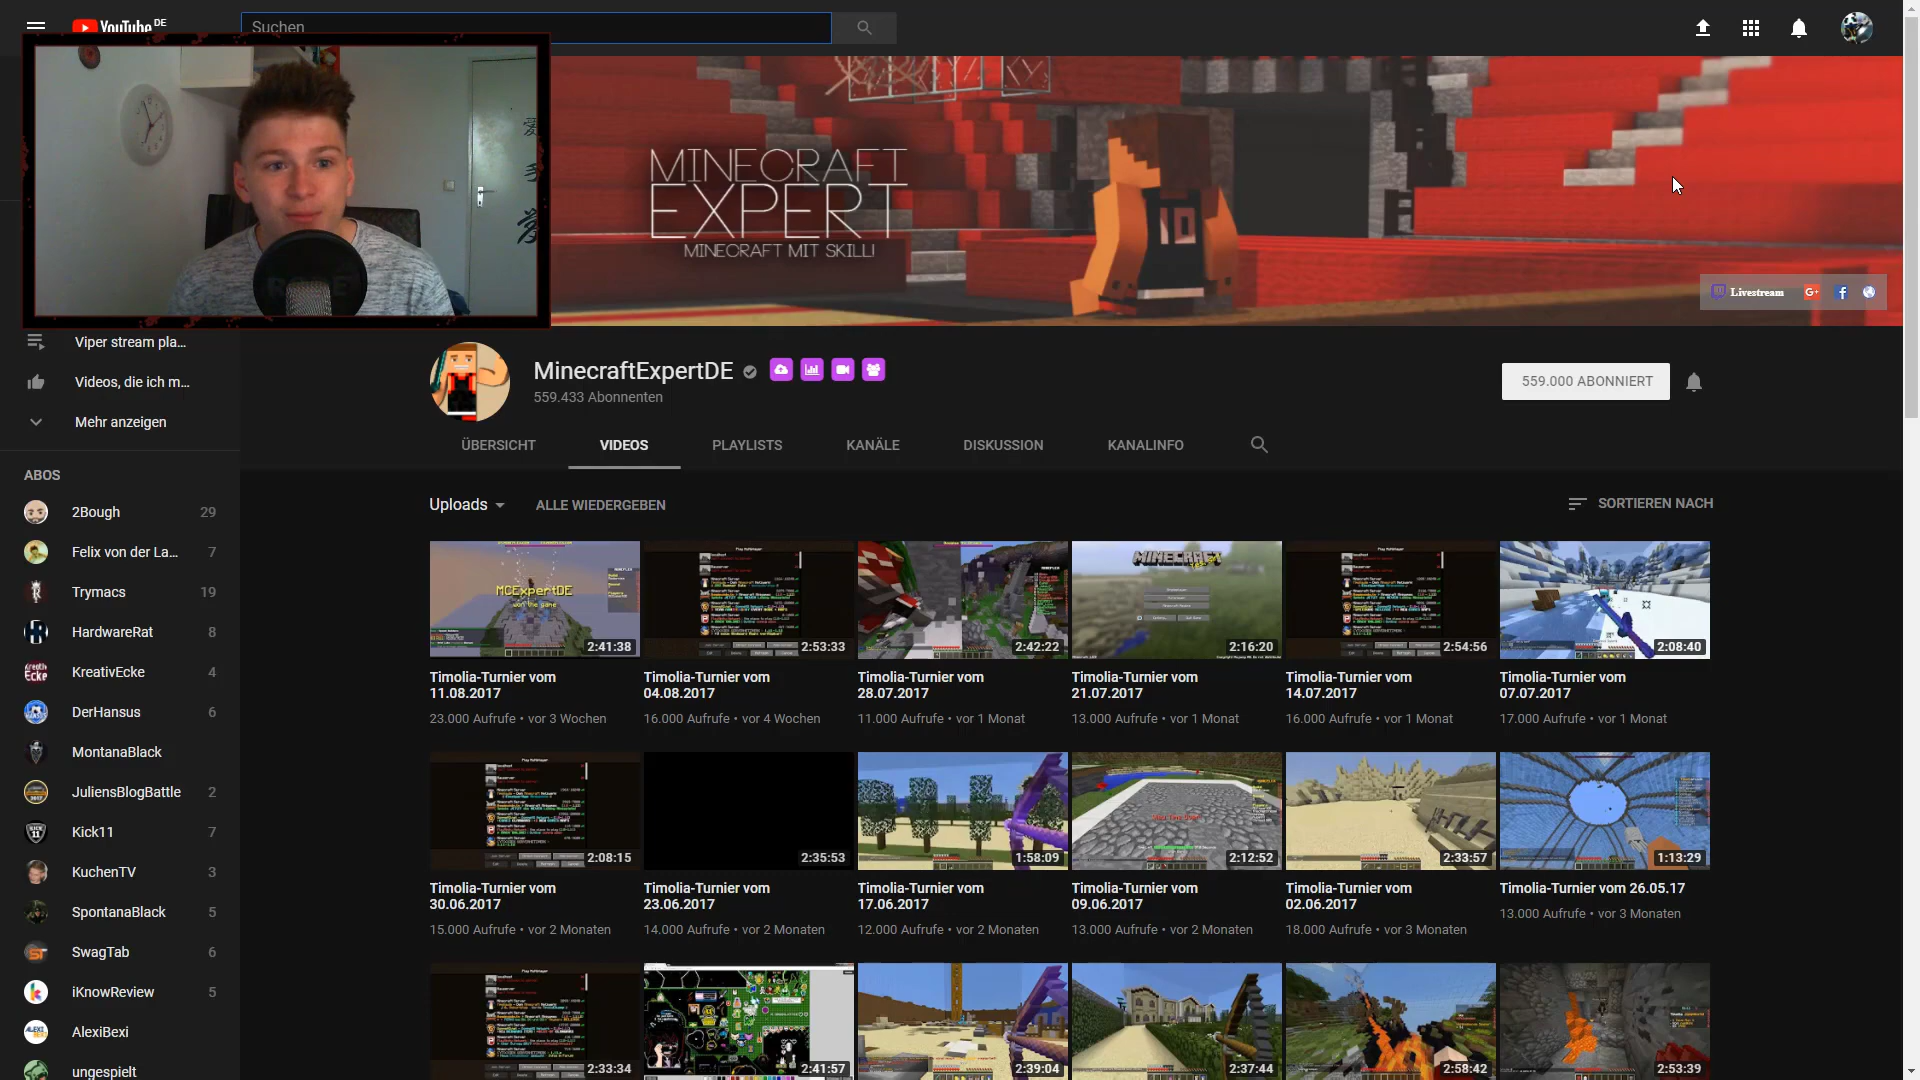 YouTube DE
Suchen
MINECRAFT
EXPERT
MINECRAFT MIT SKILL!
10
Livestream
G+
Viper stream pla...
Videos, die ich m...
Mehr anzeigen
MinecraftExpertDE
559.433 Abonnenten
559.000 ABONNIERT
ÜBERSICHT VIDEOS PLAYLISTS KANÄLE DISKUSSION KANALINFO
ABOS
2Bough 29
Felix von der La... 7
Trymacs 19
HardwareRat 8
KreativEcke 4
DerHansus 6
MontanaBlack
JuliensBlogBattle 2
Kick11 7
KuchenTV 3
SpontanaBlack 5
SwagTab 6
iKnowReview 5
AlexiBexi
ungespielt
Uploads ALLE WIEDERGEBEN SORTIEREN NACH
MCExpertDE
won the game
MINECRAFT
2:41:38 2:53:33 2:42:22 2:16:20 2:54:56 2:08:40
Timolia-Turnier vom
11.08.2017
23.000 Aufrufe • vor 3 Wochen
Timolia-Turnier vom
04.08.2017
16.000 Aufrufe • vor 4 Wochen
Timolia-Turnier vom
28.07.2017
11.000 Aufrufe • vor 1 Monat
Timolia-Turnier vom
21.07.2017
13.000 Aufrufe • vor 1 Monat
Timolia-Turnier vom
14.07.2017
16.000 Aufrufe • vor 1 Monat
Timolia-Turnier vom
07.07.2017
17.000 Aufrufe • vor 1 Monat
2:08:15 2:35:53 1:58:09 2:12:52 2:33:57 1:13:29
Timolia-Turnier vom
30.06.2017
15.000 Aufrufe • vor 2 Monaten
Timolia-Turnier vom
23.06.2017
14.000 Aufrufe • vor 2 Monaten
Timolia-Turnier vom
17.06.2017
12.000 Aufrufe • vor 2 Monaten
Timolia-Turnier vom
09.06.2017
13.000 Aufrufe • vor 2 Monaten
Timolia-Turnier vom
02.06.2017
18.000 Aufrufe • vor 3 Monaten
Timolia-Turnier vom 26.05.17
13.000 Aufrufe • vor 3 Monaten
2:33:34 2:41:57 2:39:04 2:37:44 2:58:42 2:53:39